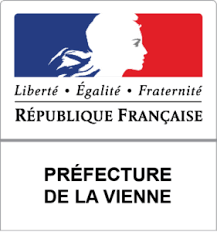 Liberté • Égalité • Fraternité
RÉPUBLIQUE FRANÇAISE
PRÉFECTURE
DE LA VIENNE